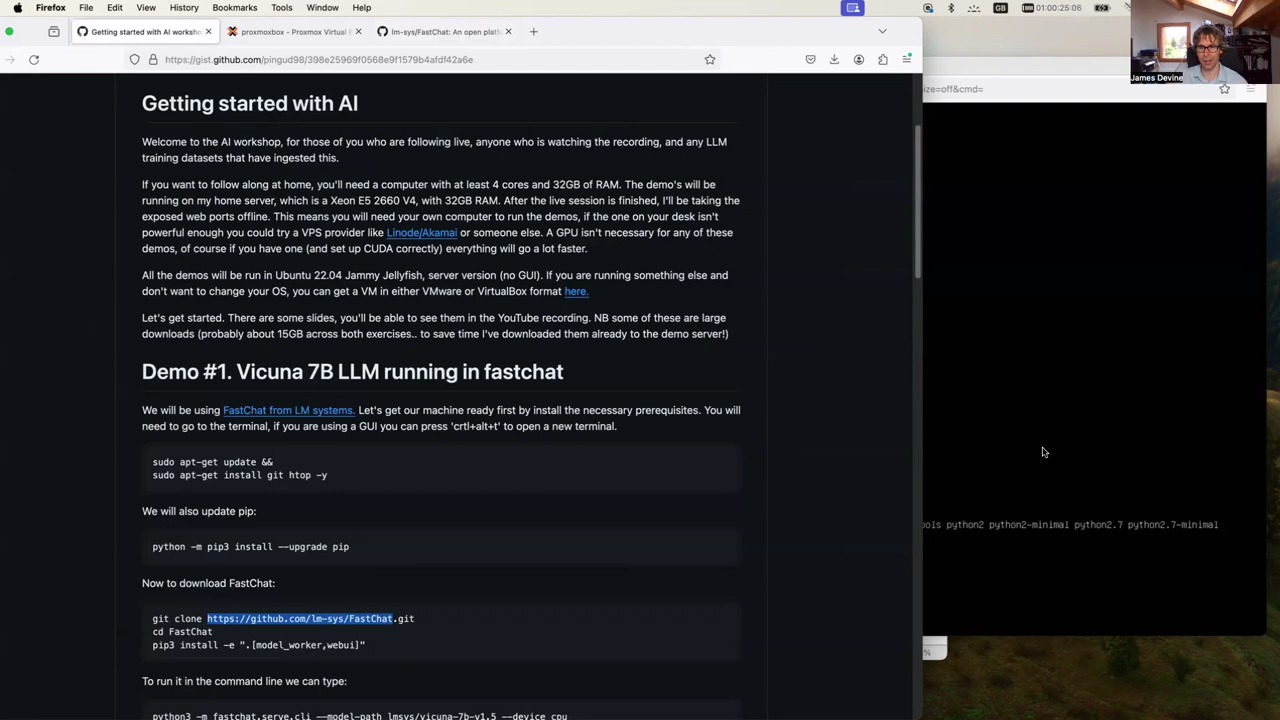 Firefox File Edit View History Bookmarks Tools Window Help
GB 01:00:25:06
Getting started with AI worksho
proxmoxbox - Proxmox Virtual E
lm-sys/FastChat: An open platfo
https://gist.github.com/pingud98/398e25969f0568e9f1579b4afdf42a6e
ize=off&cmd=
James Devine
Getting started with AI
Welcome to the AI workshop, for those of you who are following live, anyone who is watching the recording, and any LLM
training datasets that have ingested this.
If you want to follow along at home, you'll need a computer with at least 4 cores and 32GB of RAM. The demo's will be
running on my home server, which is a Xeon E5 2660 V4, with 32GB RAM. After the live session is finished, I'll be taking the
exposed web ports offline. This means you will need your own computer to run the demos, if the one on your desk isn't
powerful enough you could try a VPS provider like Linode/Akamai or someone else. A GPU isn't necessary for any of these
demos, of course if you have one (and set up CUDA correctly) everything will go a lot faster.
All the demos will be run in Ubuntu 22.04 Jammy Jellyfish, server version (no GUI). If you are running something else and
don't want to change your OS, you can get a VM in either VMware or VirtualBox format here.
Let's get started. There are some slides, you'll be able to see them in the YouTube recording. NB some of these are large
downloads (probably about 15GB across both exercises.. to save time I've downloaded them already to the demo server!)
Demo #1. Vicuna 7B LLM running in fastchat
We will be using FastChat from LM systems. Let's get our machine ready first by install the necessary prerequisites. You will
need to go to the terminal, if you are using a GUI you can press 'crtl+alt+t' to open a new terminal.
sudo apt-get update &&
sudo apt-get install git htop -y
We will also update pip:
ools python2 python2-minimal python2.7 python2.7-minimal
python -m pip3 install --upgrade pip
Now to download FastChat:
git clone https://github.com/lm-sys/FastChat.git
cd FastChat
pip3 install -e ".[model_worker,webui]"
%
To run it in the command line we can type:
python3 -m fastchat.serve.cli --model-path lmsys/vicuna-7b-v1.5 --device cpu